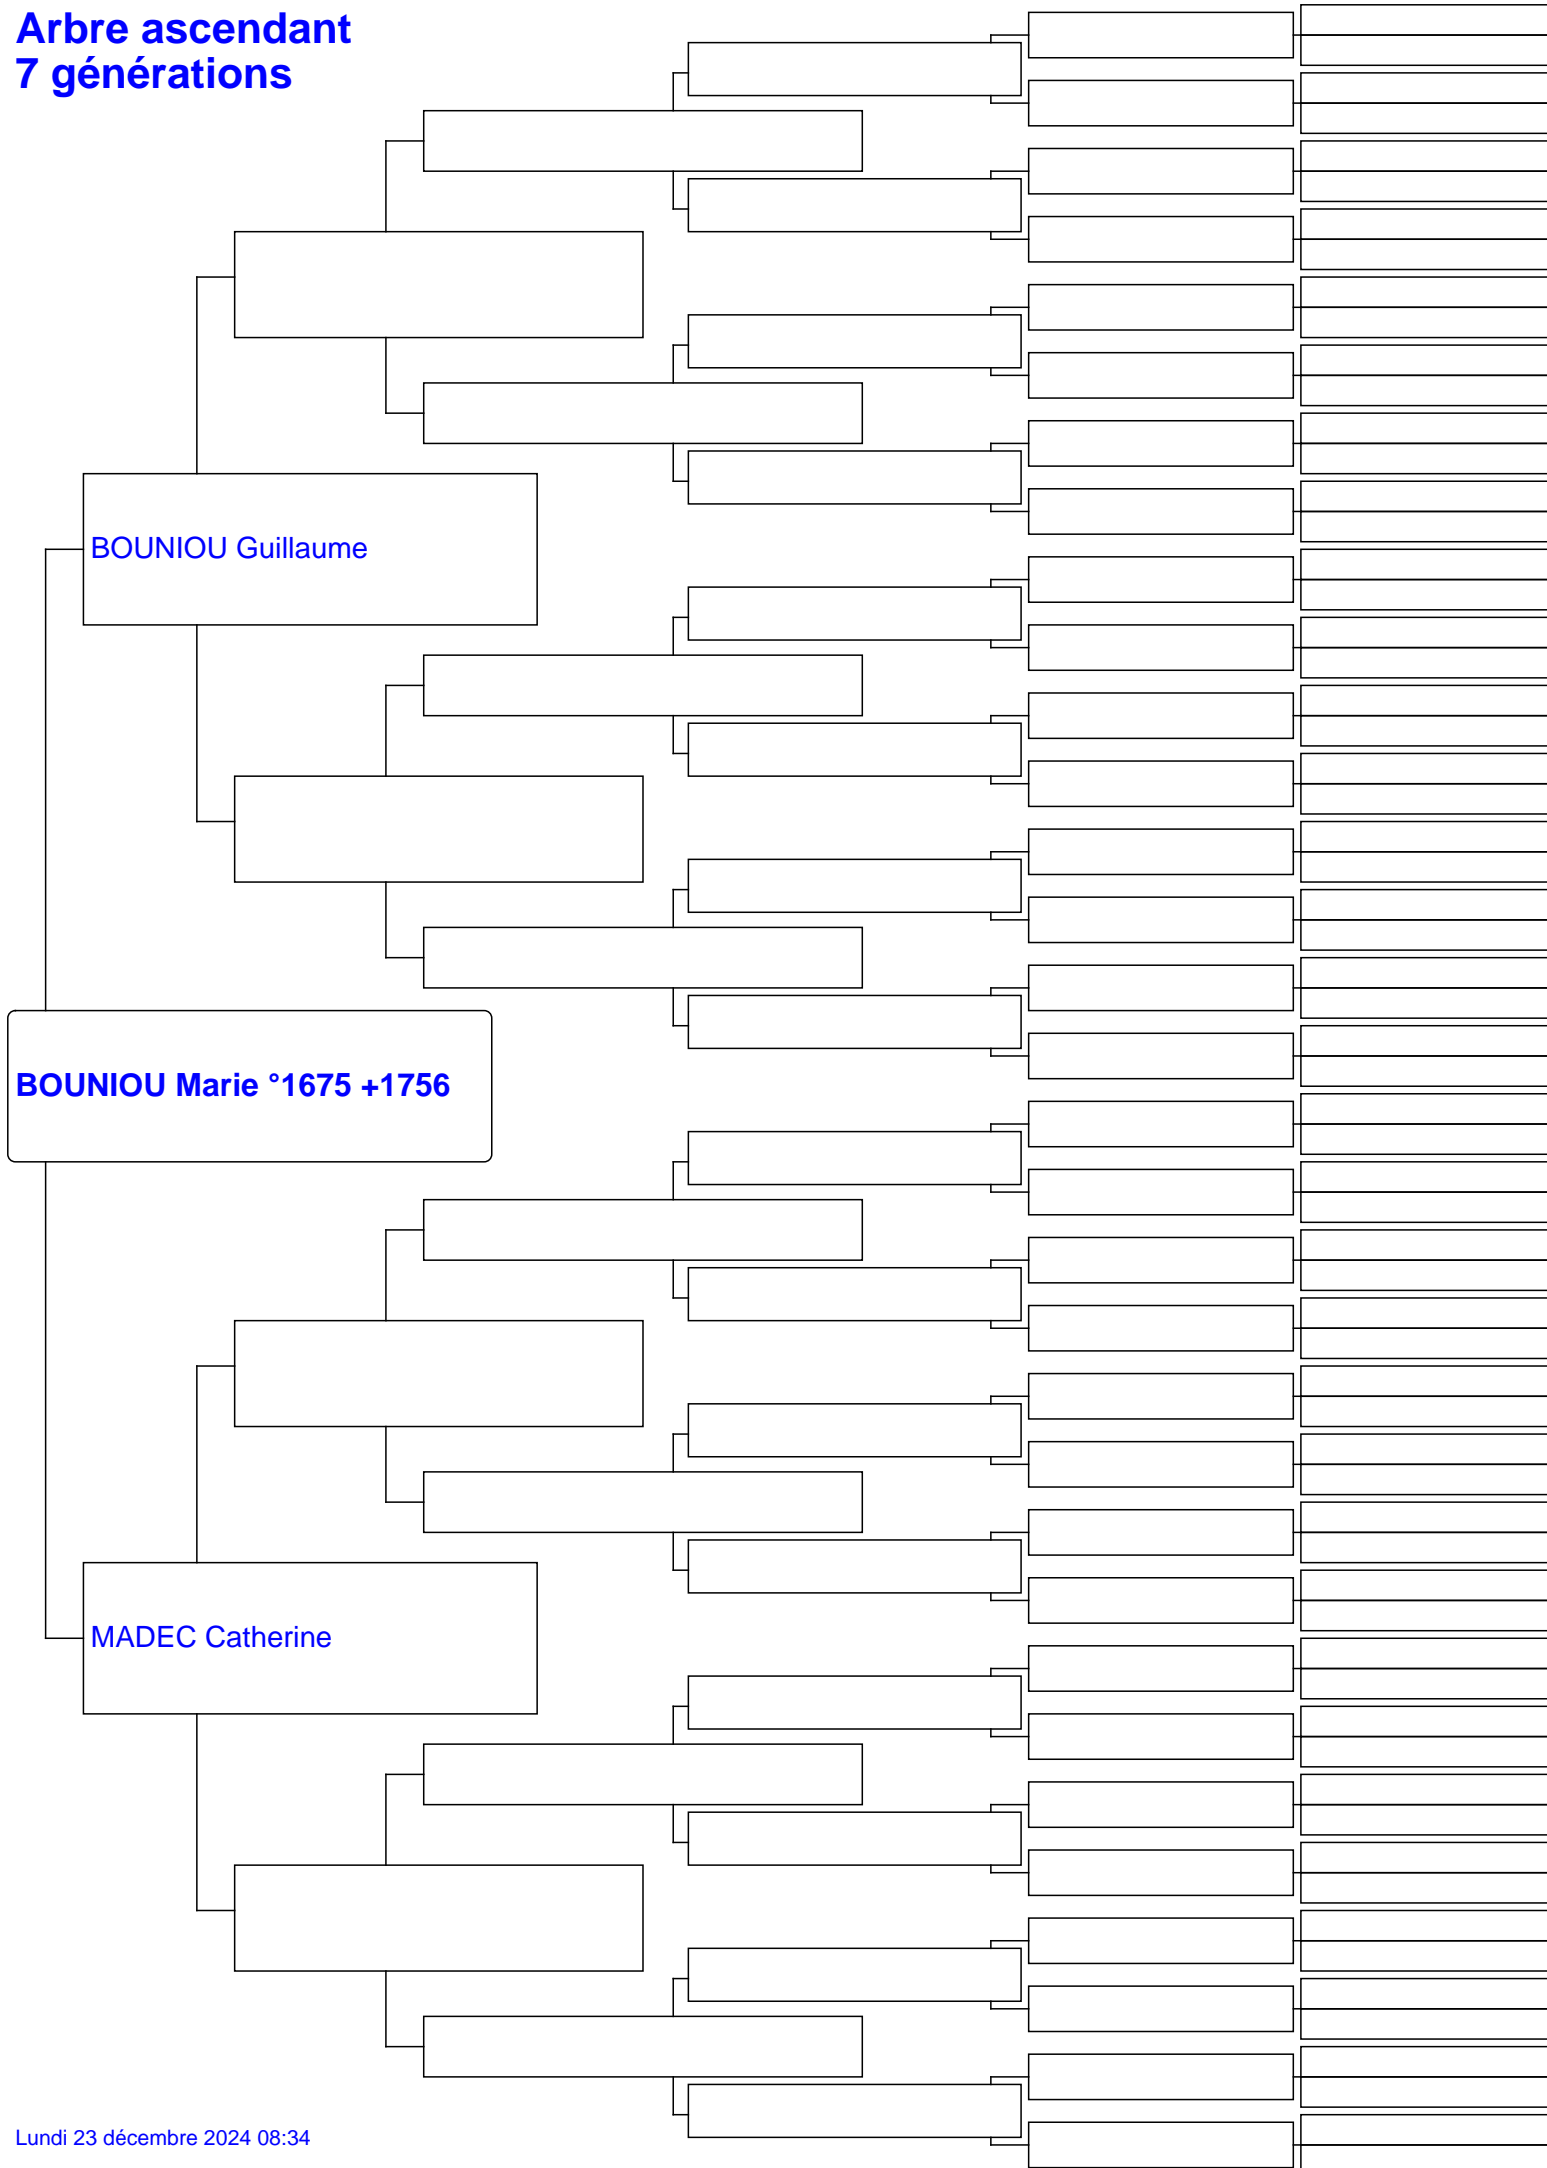 Arbre ascendant
7 générations
BOUNIOU Guillaume
BOUNIOU Marie °1675 +1756
MADEC Catherine
Lundi 23 décembre 2024 08:34